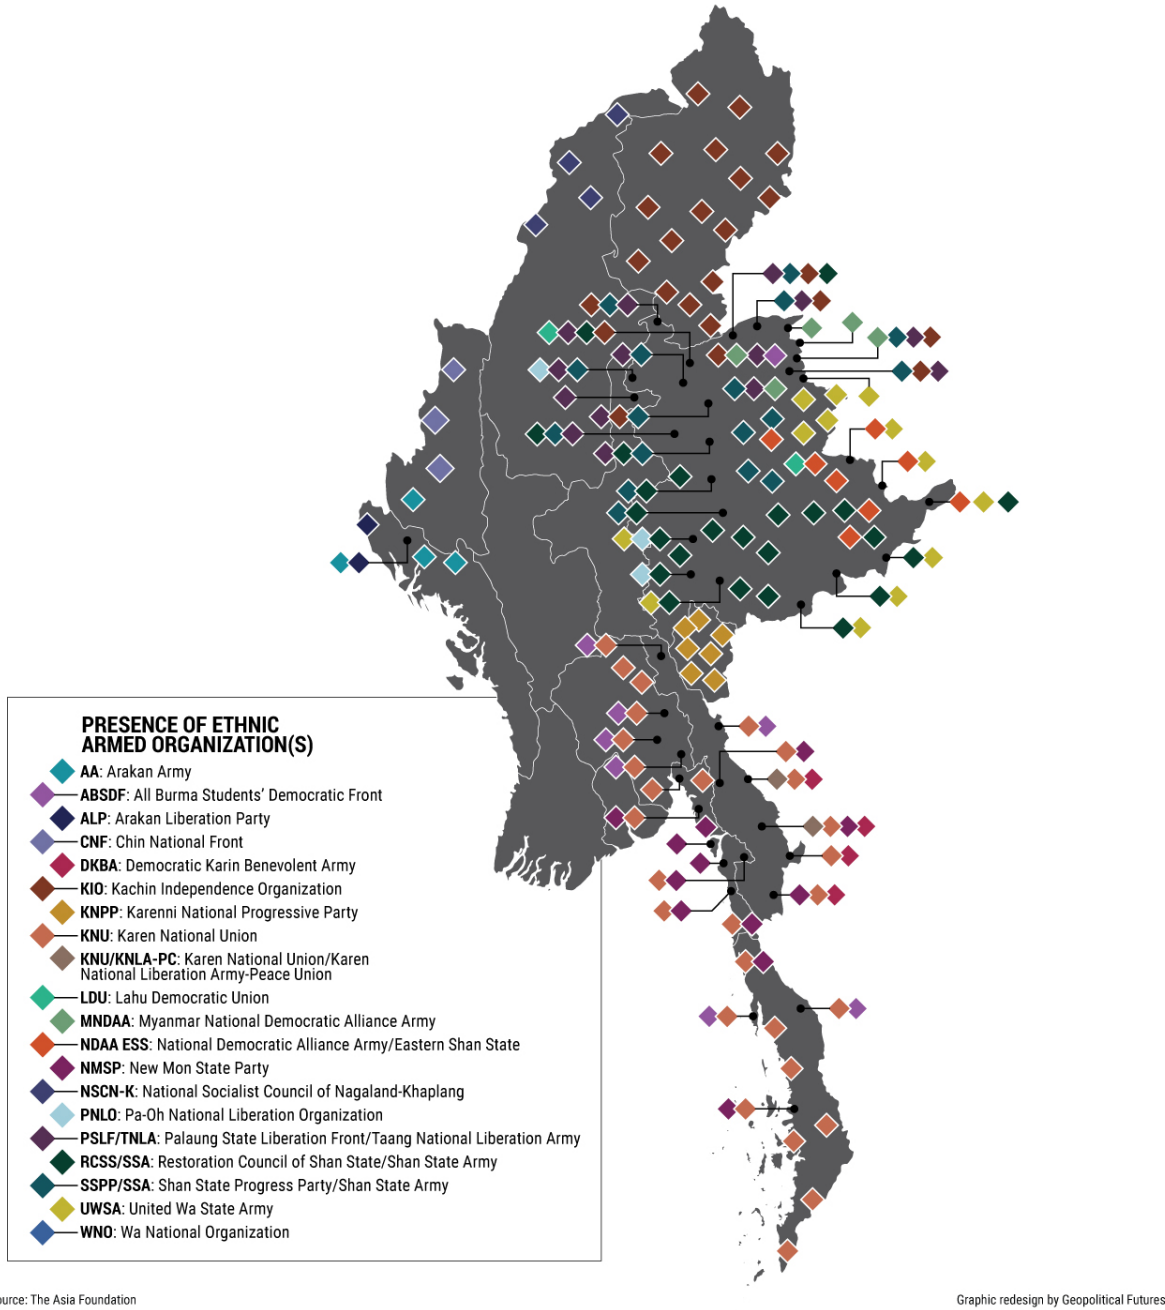 PRESENCE OF ETHNIC
ARMED ORGANIZATION(S)
AA: Arakan Army
ABSDF: All Burma Students’ Democratic Front
ALP: Arakan Liberation Party
CNF: Chin National Front
DKBA: Democratic Karin Benevolent Army
KIO: Kachin Independence Organization
KNPP: Karenni National Progressive Party
KNU: Karen National Union
KNU/KNLA-PC: Karen National Union/Karen
National Liberation Army-Peace Union
LDU: Lahu Democratic Union
MNDAA: Myanmar National Democratic Alliance Army
NDAA ESS: National Democratic Alliance Army/Eastern Shan State
NMSP: New Mon State Party
NSCN-K: National Socialist Council of Nagaland-Khaplang
PNLO: Pa-Oh National Liberation Organization
PSLF/TNLA: Palaung State Liberation Front/Taang National Liberation Army
RCSS/SSA: Restoration Council of Shan State/Shan State Army
SSPP/SSA: Shan State Progress Party/Shan State Army
UWSA: United Wa State Army
WNO: Wa National Organization
ource: The Asia Foundation
Graphic redesign by Geopolitical Futures